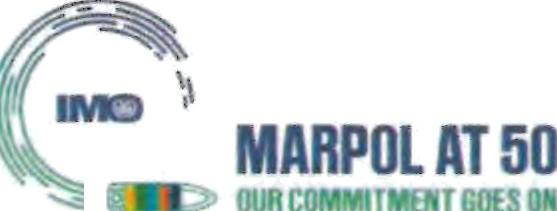 IMO
MARPOL AT 50
OUR COMMITMENT GOES ON